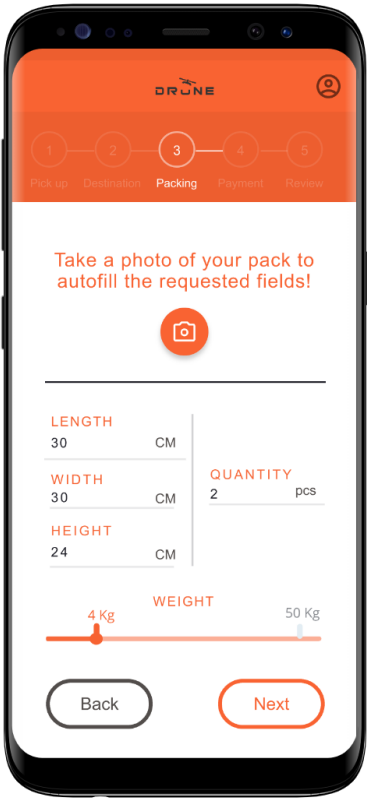 DRUNE
1 2 3 4 5
Pick up Destination Packing Payment Review
Take a photo of your pack to
autofill the requested fields!
LENGTH
30 CM
WIDTH
30 CM
HEIGHT
24 CM
QUANTITY
2 pcs
WEIGHT
4 Kg 50 Kg
Back Next